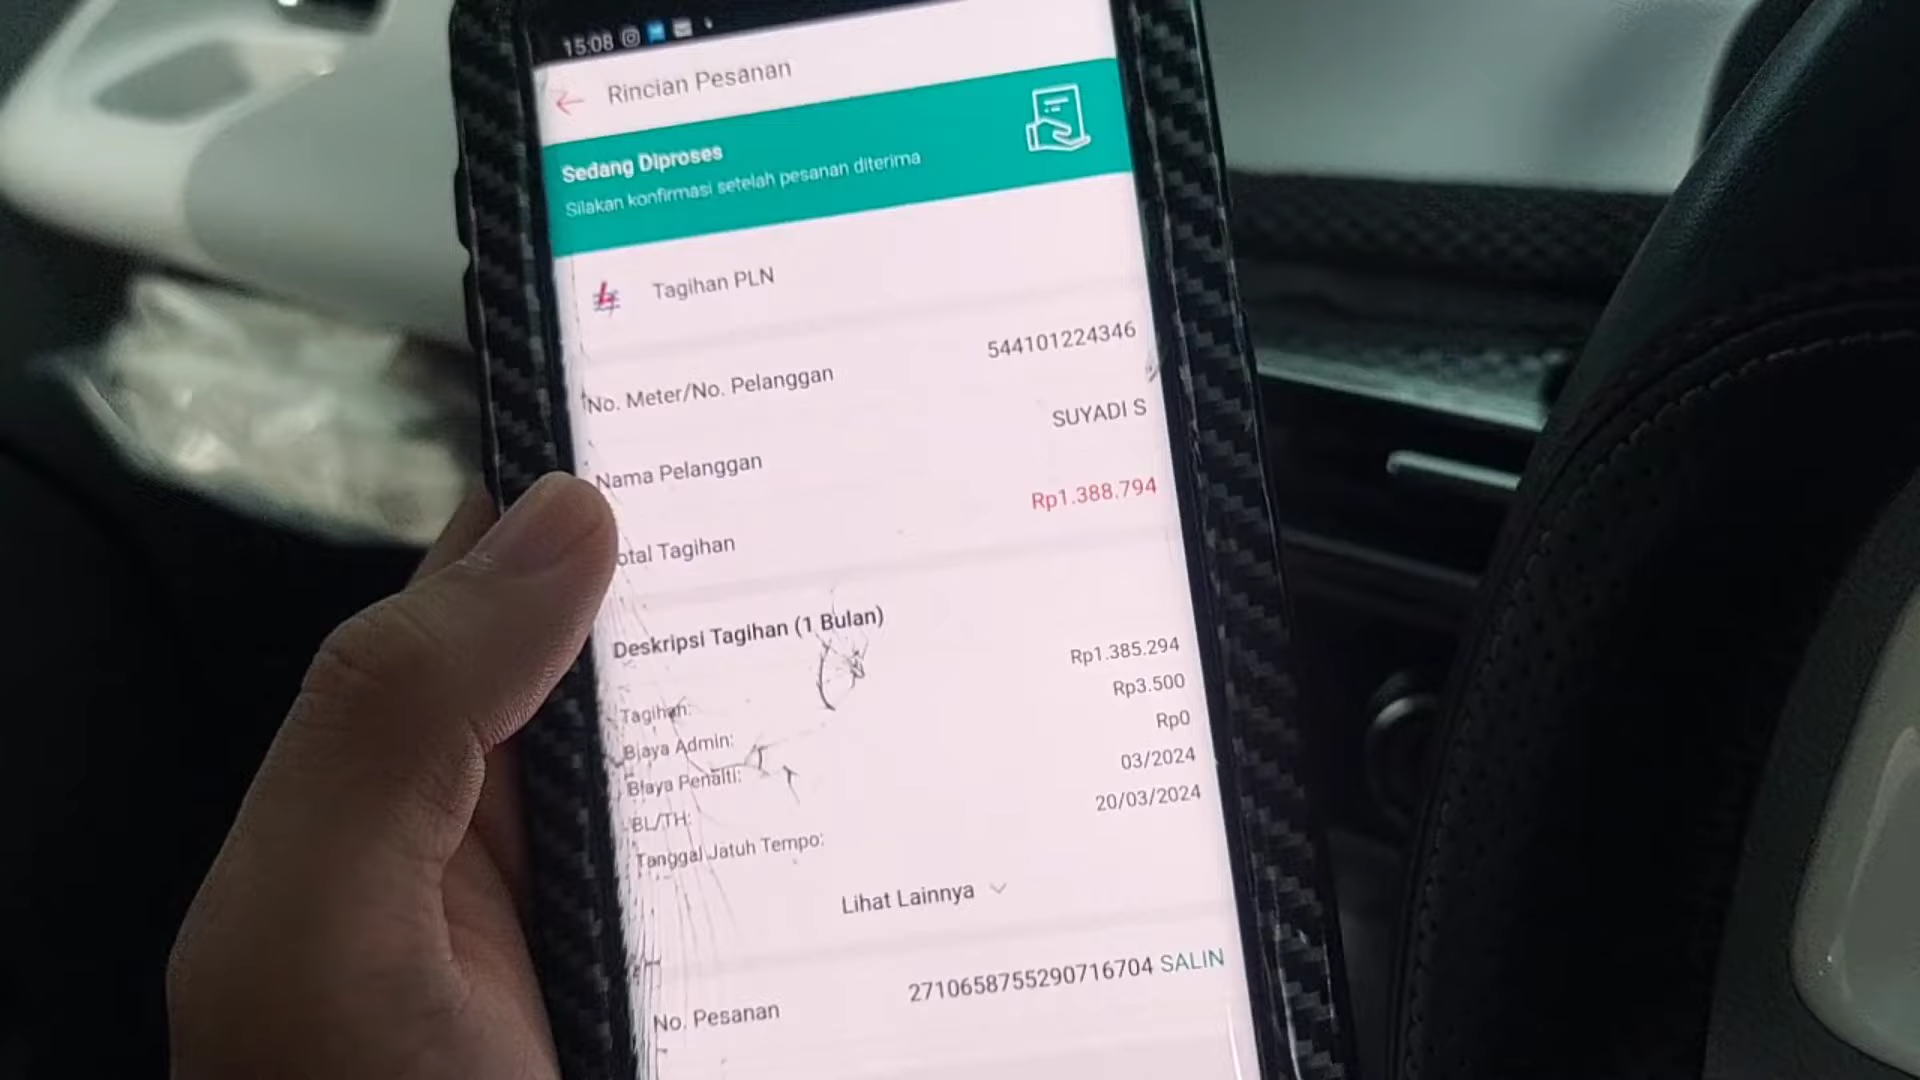 15:08
Rincian Pesanan
Sedang Diproses
Silakan konfirmasi setelah pesanan diterima
Tagihan PLN
No. Meter/No. Pelanggan 544101224346
Nama Pelanggan SUYADI S
otal Tagihan Rp1.388.794
Deskripsi Tagihan (1 Bulan)
Tagihan: Rp1.385.294
Biaya Admin: Rp3.500
Biaya Penalti: Rp0
BL/TH: 03/2024
Tanggal Jatuh Tempo: 20/03/2024
Lihat Lainnya
No. Pesanan 2710658755290716704 SALIN